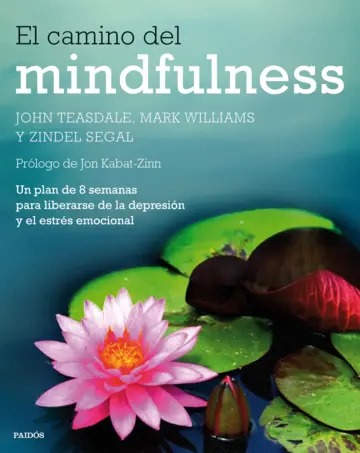 El camino del
mindfulness
JOHN TEASDALE, MARK WILLIAMS
Y ZINDEL SEGAL
Prólogo de Jon Kabat-Zinn
Un plan de 8 semanas
para liberarse de la depresión
y el estrés emocional
PAIDÓS